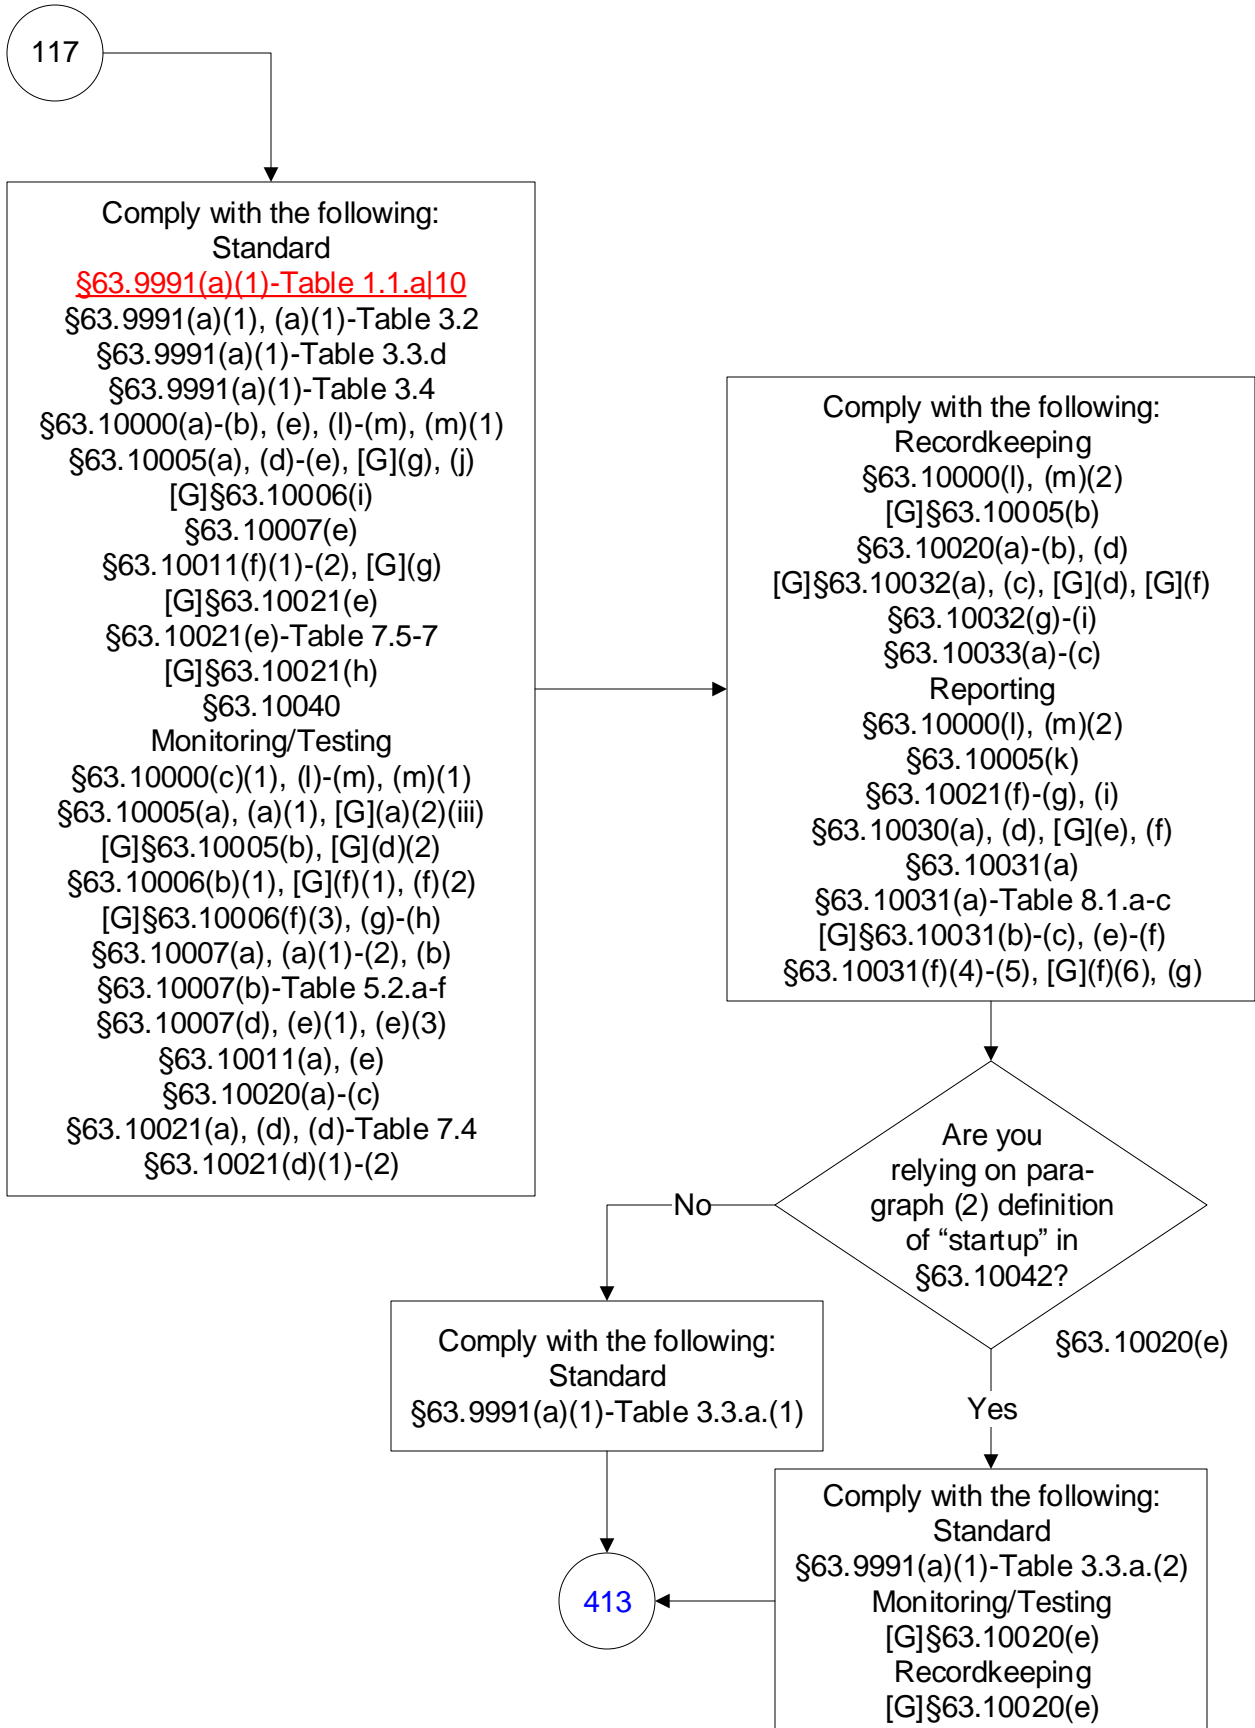 117
Comply with the following:
Standard
§63.9991(a)(1)-Table 1.1.a|10
§63.9991(a)(1), (a)(1)-Table 3.2
§63.9991(a)(1)-Table 3.3.d
§63.9991(a)(1)-Table 3.4
§63.10000(a)-(b), (e), (l)-(m), (m)(1)
§63.10005(a), (d)-(e), [G](g), (j)
[G]§63.10006(i)
§63.10007(e)
§63.10011(f)(1)-(2), [G](g)
[G]§63.10021(e)
§63.10021(e)-Table 7.5-7
[G]§63.10021(h)
§63.10040
Monitoring/Testing
§63.10000(c)(1), (l)-(m), (m)(1)
§63.10005(a), (a)(1), [G](a)(2)(iii)
[G]§63.10005(b), [G](d)(2)
§63.10006(b)(1), [G](f)(1), (f)(2)
[G]§63.10006(f)(3), (g)-(h)
§63.10007(a), (a)(1)-(2), (b)
§63.10007(b)-Table 5.2.a-f
§63.10007(d), (e)(1), (e)(3)
§63.10011(a), (e)
§63.10020(a)-(c)
§63.10021(a), (d), (d)-Table 7.4
§63.10021(d)(1)-(2)
Comply with the following:
Recordkeeping
§63.10000(l), (m)(2)
[G]§63.10005(b)
§63.10020(a)-(b), (d)
[G]§63.10032(a), (c), [G](d), [G](f)
§63.10032(g)-(i)
§63.10033(a)-(c)
Reporting
§63.10000(l), (m)(2)
§63.10005(k)
§63.10021(f)-(g), (i)
§63.10030(a), (d), [G](e), (f)
§63.10031(a)
§63.10031(a)-Table 8.1.a-c
[G]§63.10031(b)-(c), (e)-(f)
§63.10031(f)(4)-(5), [G](f)(6), (g)
Are you
relying on para-
graph (2) definition
of “startup” in
§63.10042?
§63.10020(e)
No
Comply with the following:
Standard
§63.9991(a)(1)-Table 3.3.a.(1)
Yes
Comply with the following:
Standard
§63.9991(a)(1)-Table 3.3.a.(2)
Monitoring/Testing
[G]§63.10020(e)
Recordkeeping
[G]§63.10020(e)
413